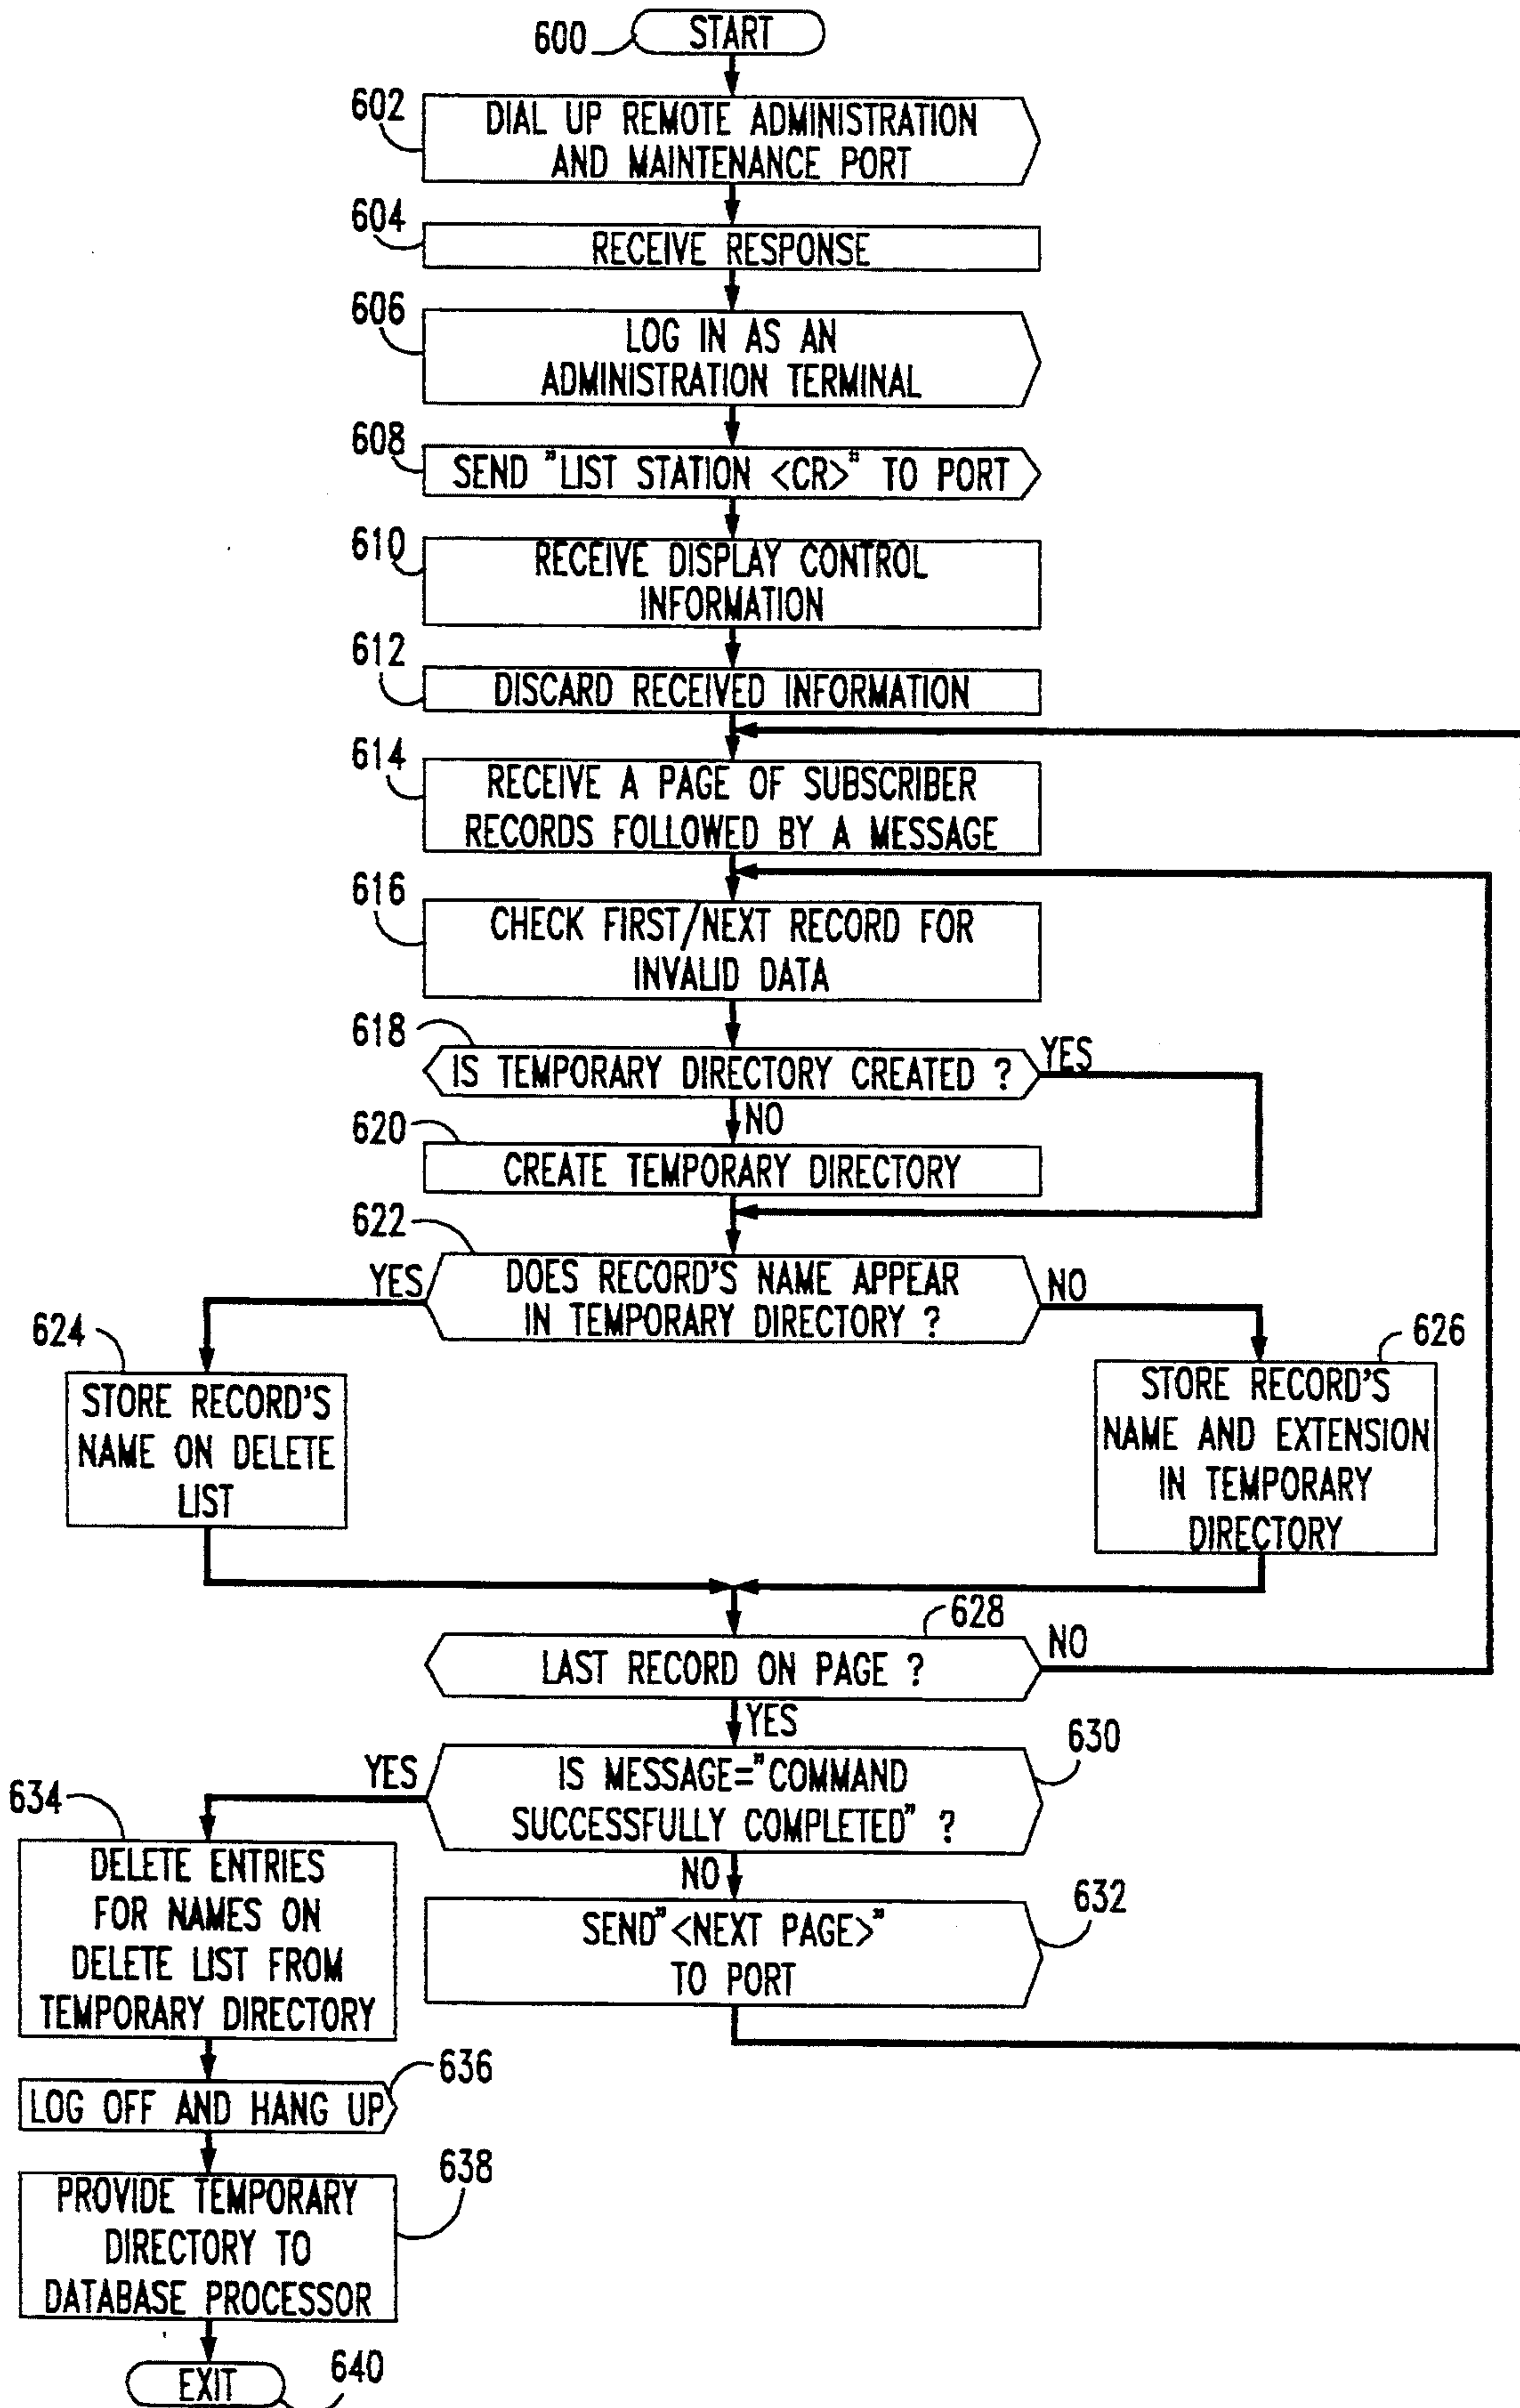 600 START
602 DIAL UP REMOTE ADMINISTRATION
AND MAINTENANCE PORT
604 RECEIVE RESPONSE
606 LOG IN AS AN
ADMINISTRATION TERMINAL
608 SEND "LIST STATION <CR>" TO PORT
610 RECEIVE DISPLAY CONTROL
INFORMATION
612 DISCARD RECEIVED INFORMATION
614 RECEIVE A PAGE OF SUBSCRIBER
RECORDS FOLLOWED BY A MESSAGE
616 CHECK FIRST/NEXT RECORD FOR
INVALID DATA
618 IS TEMPORARY DIRECTORY CREATED ? YES
NO
620 CREATE TEMPORARY DIRECTORY
622 DOES RECORD'S NAME APPEAR
IN TEMPORARY DIRECTORY ?
YES
NO
624 STORE RECORD'S
NAME ON DELETE
LIST
626 STORE RECORD'S
NAME AND EXTENSION
IN TEMPORARY
DIRECTORY
628 LAST RECORD ON PAGE ? NO
YES
630 IS MESSAGE="COMMAND
SUCCESSFULLY COMPLETED" ?
YES
NO
632 SEND"<NEXT PAGE>"
TO PORT
634 DELETE ENTRIES
FOR NAMES ON
DELETE LIST FROM
TEMPORARY DIRECTORY
LOG OFF AND HANG UP 636
638 PROVIDE TEMPORARY
DIRECTORY TO
DATABASE PROCESSOR
EXIT 640